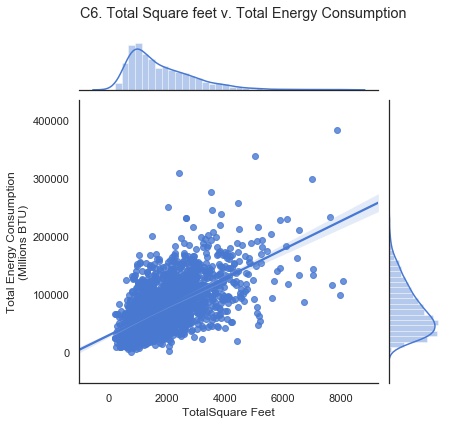 C6. Total Square feet v. Total Energy Consumption
400000
300000
200000
100000
0
Total Energy Consumption
(Millions BTU)
0 2000 4000 6000 8000
TotalSquare Feet